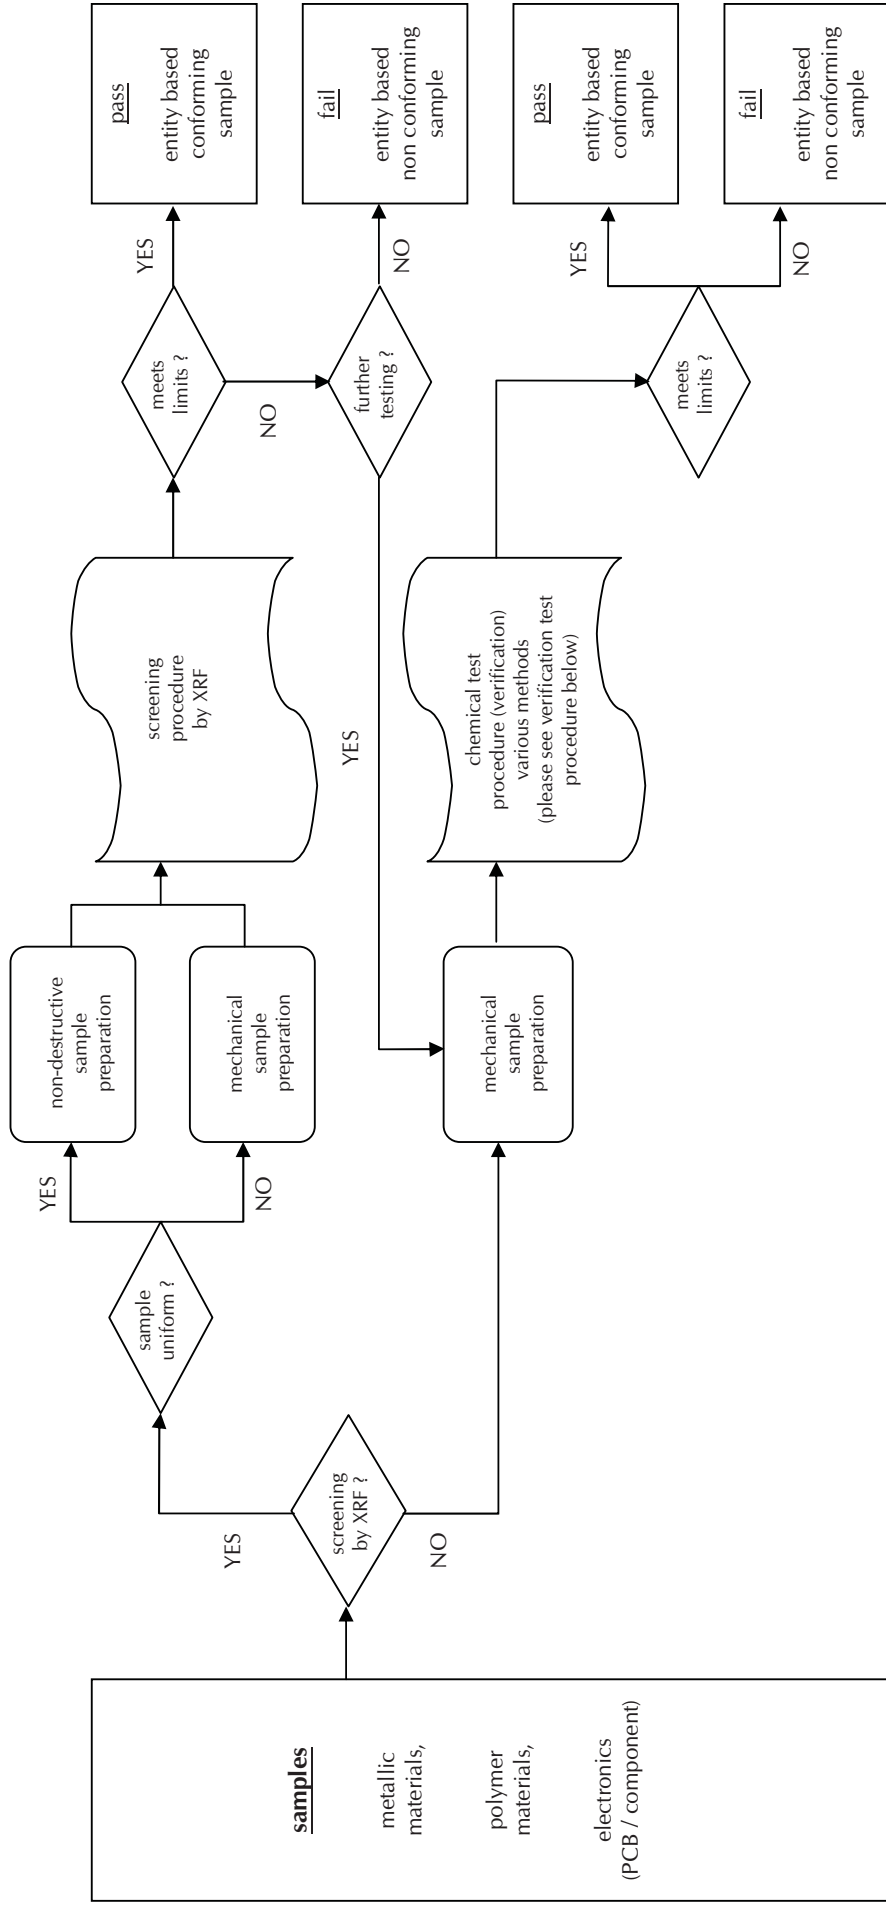 samples
metallic
materials,
polymer
materials,
electronics
(PCB / component)
screening
by XRF ?
YES
NO
sample
uniform ?
YES
NO
non-destructive
sample
preparation
mechanical
sample
preparation
mechanical
sample
preparation
screening
procedure
by XRF
YES
chemical test
procedure (verification)
various methods
(please see verification test
procedure below)
meets
limits ?
NO
further
testing ?
meets
limits ?
YES
NO
YES
NO
pass
entity based
conforming
sample
fail
entity based
non conforming
sample
pass
entity based
conforming
sample
fail
entity based
non conforming
sample